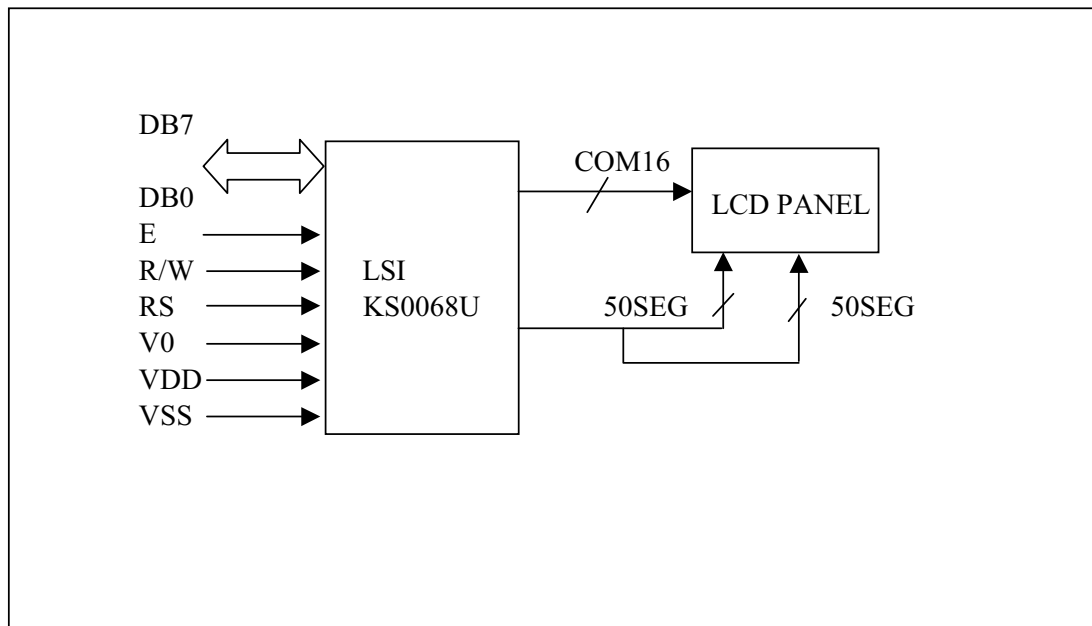 DB7
DB0
E
R/W
RS
V0
VDD
VSS
LSI
KS0068U
COM16
LCD PANEL
50SEG
50SEG